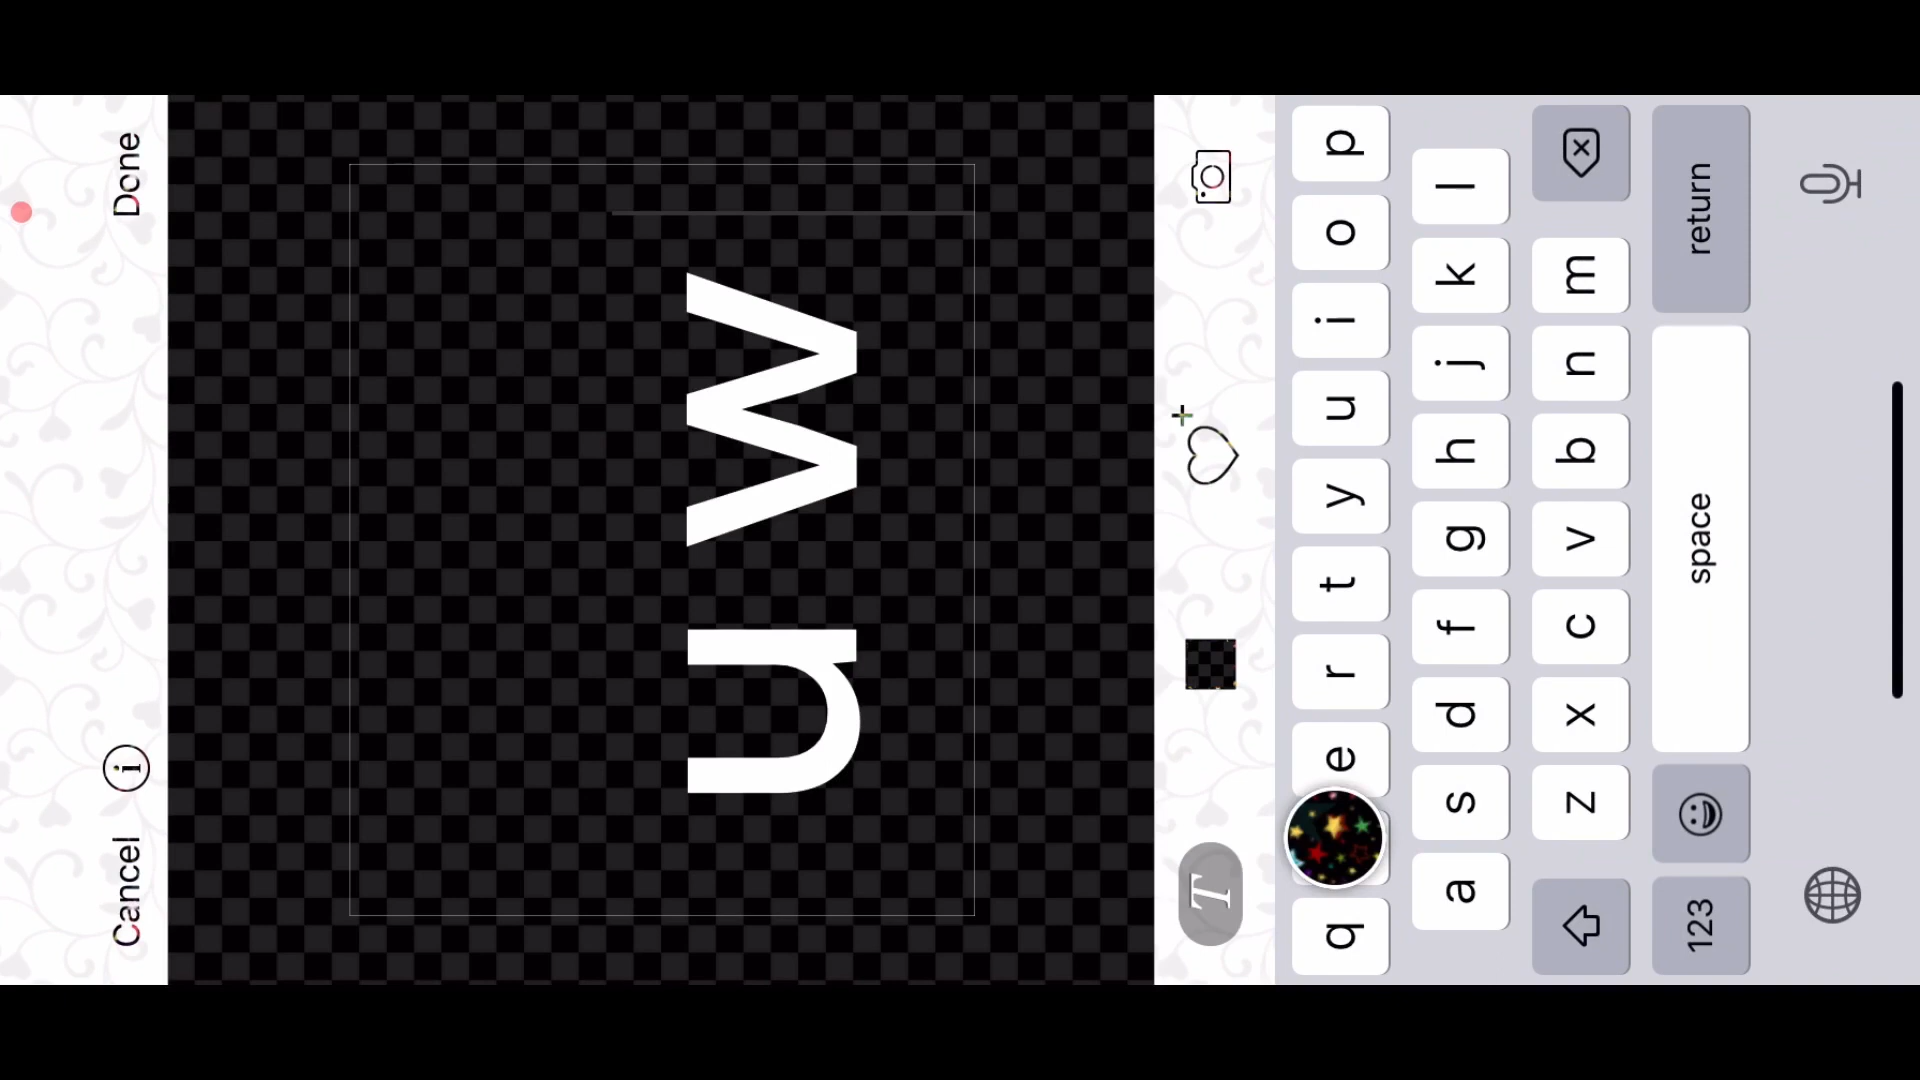 Cancel i Done
uw
T
q e r t y u i o p
a s d f g h j k l
z x c v b n m
123 space return